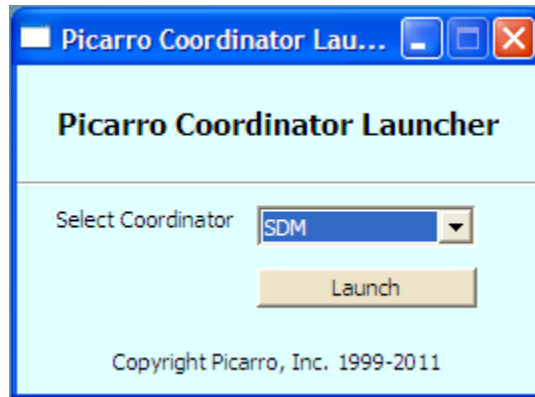 Picarro Coordinator Lau...
Picarro Coordinator Launcher
Select Coordinator SDM
Launch
Copyright Picarro, Inc. 1999-2011